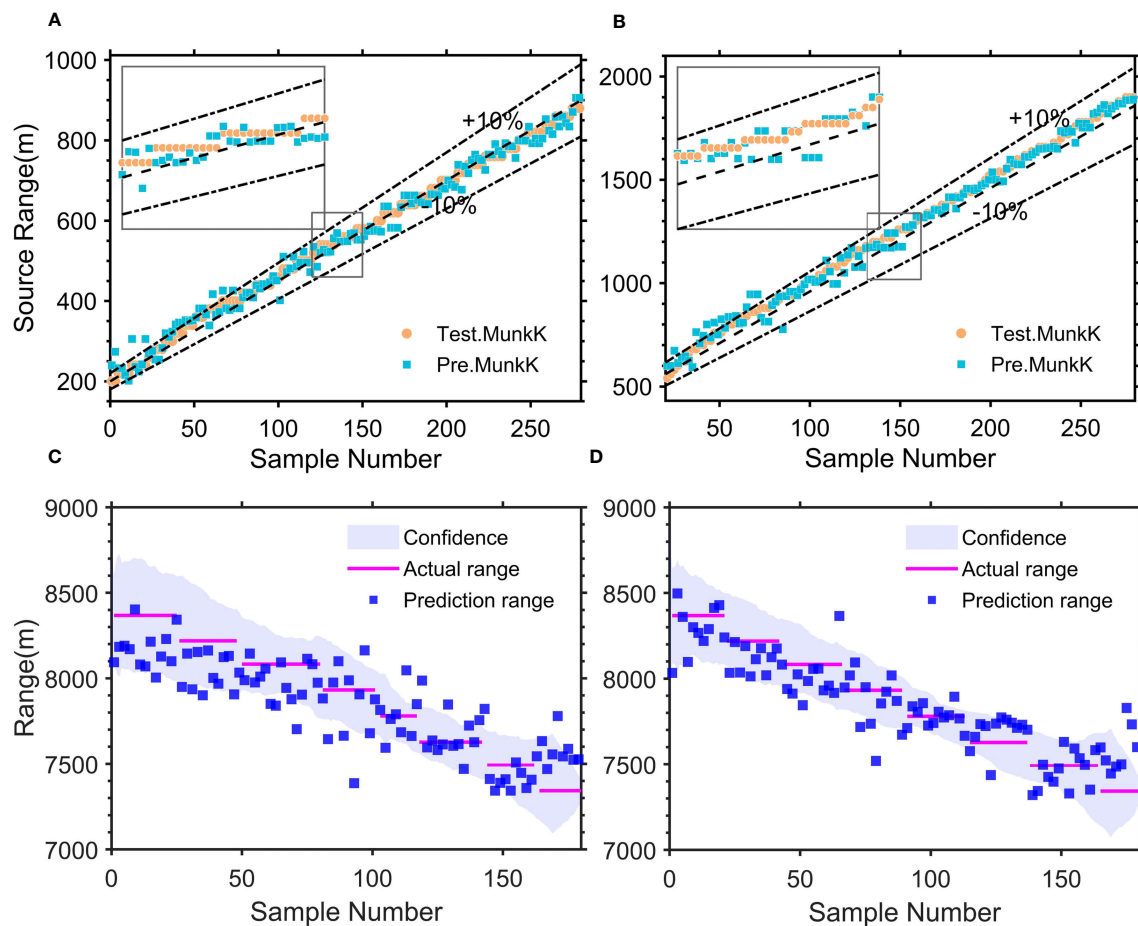 A
B
1000
800
600
400
200
Source Range(m)
+10%
-10%
Test.MunkK
Pre.MunkK
0
50
100
150
200
250
Sample Number
2000
1500
1000
500
+10%
-10%
Test.MunkK
Pre.MunkK
50
100
150
200
250
Sample Number
C
D
9000
8500
8000
7500
7000
Range(m)
Confidence
Actual range
Prediction range
0
50
100
150
Sample Number
9000
8500
8000
7500
7000
Confidence
Actual range
Prediction range
0
50
100
150
Sample Number